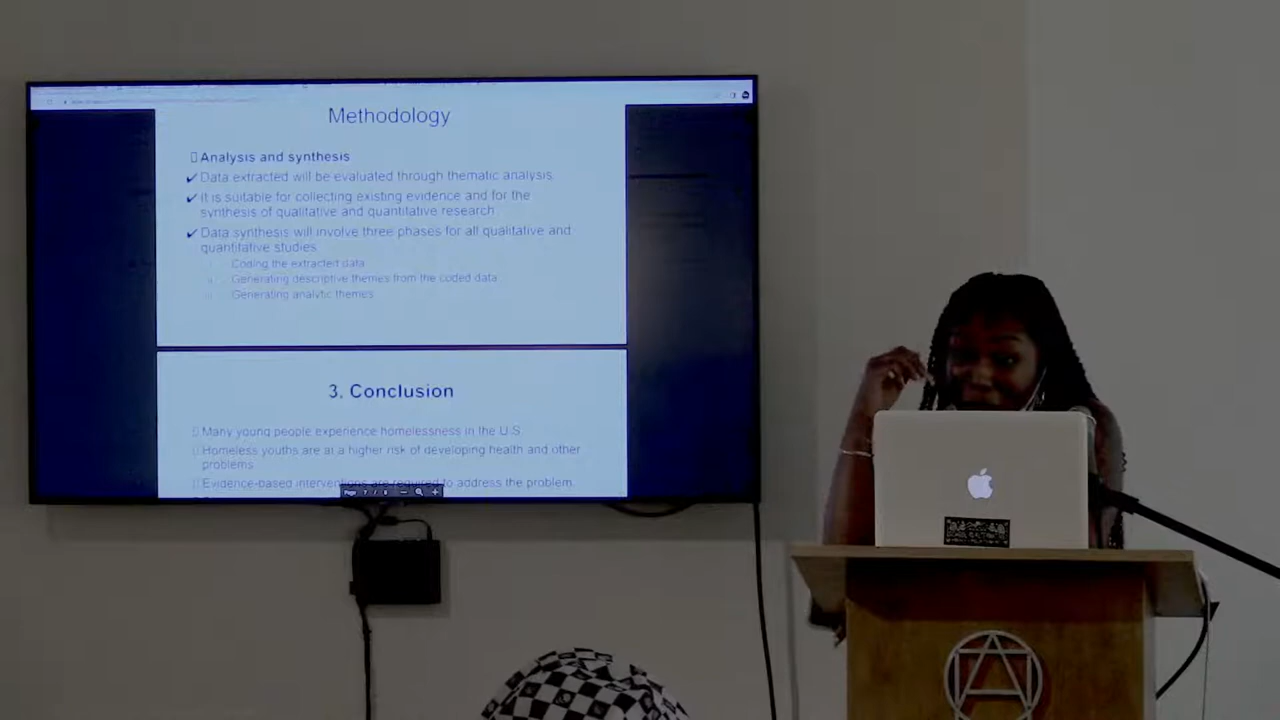 Methodology
Analysis and synthesis
✔ Data extracted will be evaluated through thematic analysis.
✔ It is suitable for collecting existing evidence and for the
synthesis of qualitative and quantitative research.
✔ Data synthesis will involve three phases for all qualitative and
quantitative studies
Coding the extracted data
Generating descriptive themes from the coded data
Generating analytic themes
3. Conclusion
Many young people experience homelessness in the U.S.
Homeless youths are at a higher risk of developing health and other
problems
Evidence-based interventions are required to address the problem.
Page 7 / 8